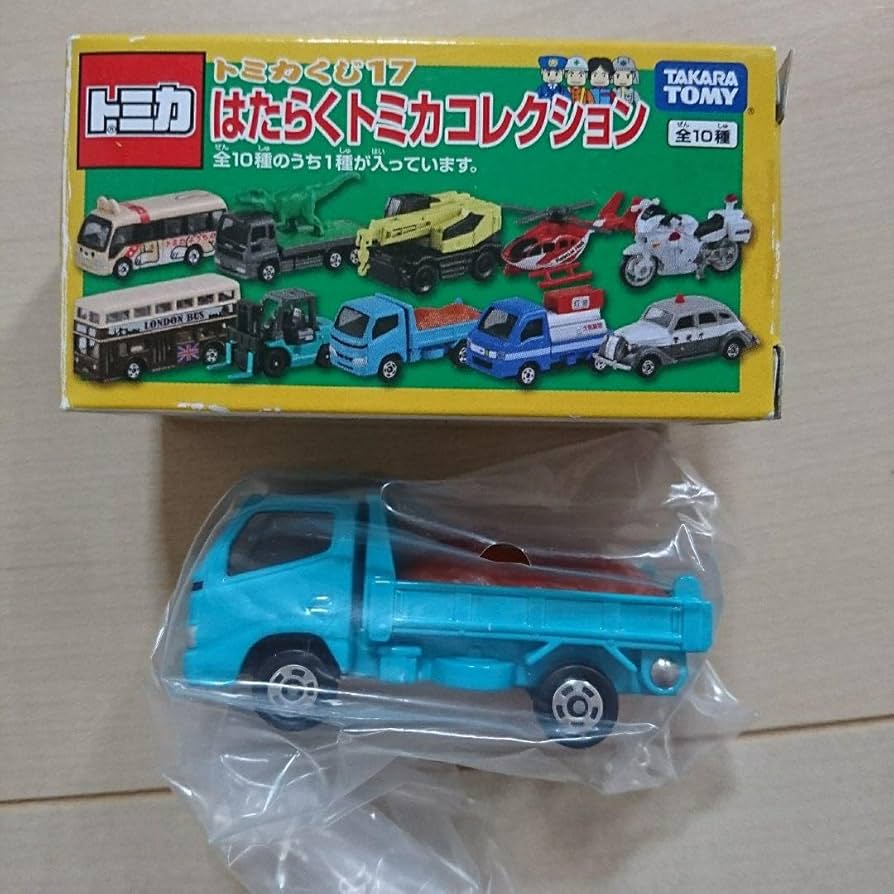 トミカ
トミカくじ17
はたらくトミカコレクション
全10種のうち1種が入っています。
TAKARA
TOMY
全10種
LONDON BUS
灯油